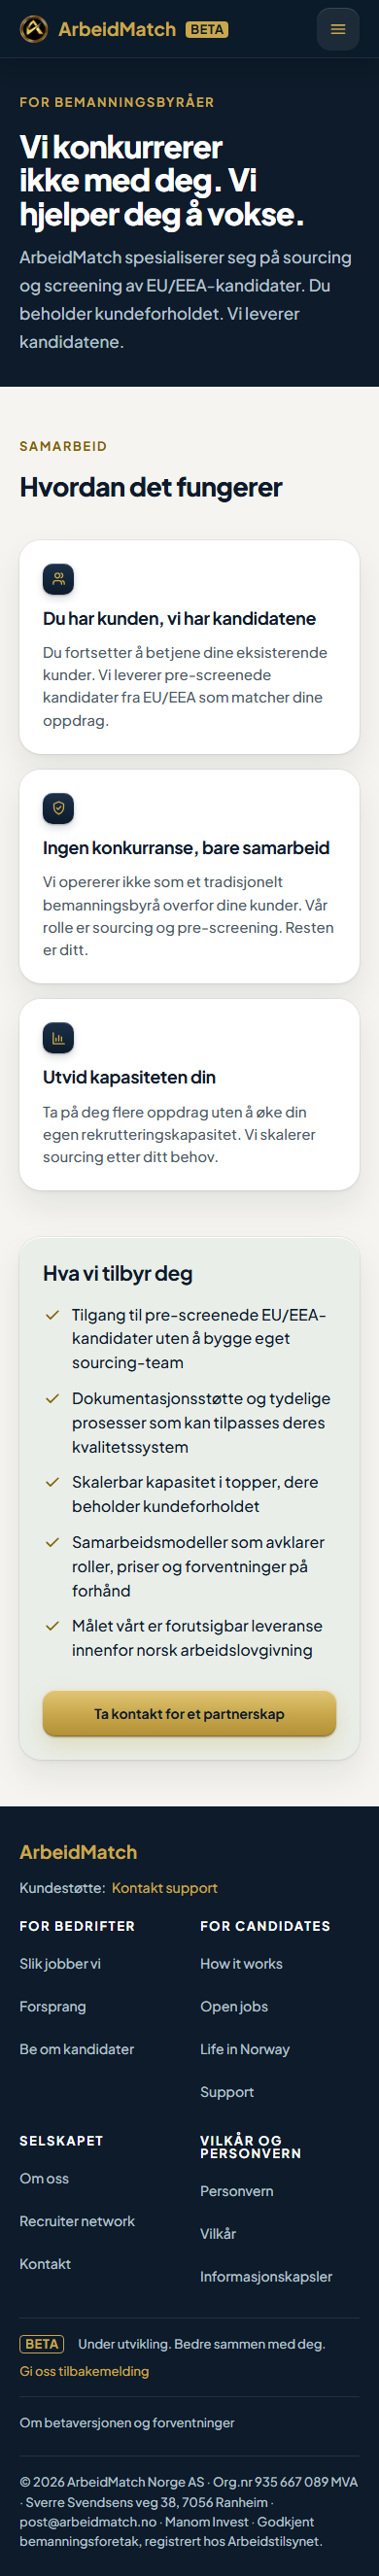 ArbeidMatch BETA
FOR BEMANNINGSBYRÅER
Vi konkurrerer
ikke med deg. Vi
hjelper deg å vokse.
ArbeidMatch spesialiserer seg på sourcing
og screening av EU/EEA-kandidater. Du
beholder kundeforholdet. Vi leverer
kandidatene.
SAMARBEID
Hvordan det fungerer
Du har kunden, vi har kandidatene
Du fortsetter å betjene dine eksisterende
kunder. Vi leverer pre-screenede
kandidater fra EU/EEA som matcher dine
oppdrag.
Ingen konkurranse, bare samarbeid
Vi opererer ikke som et tradisjonelt
bemanningsbyrå overfor dine kunder. Vår
rolle er sourcing og pre-screening. Resten
er ditt.
Utvid kapasiteten din
Ta på deg flere oppdrag uten å øke din
egen rekrutteringskapasitet. Vi skalerer
sourcing etter ditt behov.
Hva vi tilbyr deg
Tilgang til pre-screenede EU/EEA-
kandidater uten å bygge eget
sourcing-team
Dokumentasjonsstøtte og tydelige
prosesser som kan tilpasses deres
kvalitetssystem
Skalerbar kapasitet i topper, dere
beholder kundeforholdet
Samarbeidsmodeller som avklarer
roller, priser og forventninger på
forhånd
Målet vårt er forutsigbar leveranse
innenfor norsk arbeidslovgivning
Ta kontakt for et partnerskap
ArbeidMatch
Kundestøtte: Kontakt support
FOR BEDRIFTER
Slik jobber vi
Forsprang
Be om kandidater
FOR CANDIDATES
How it works
Open jobs
Life in Norway
Support
SELSKAPET
Om oss
Recruiter network
Kontakt
VILKÅR OG
PERSONVERN
Personvern
Vilkår
Informasjonskapsler
BETA Under utvikling. Bedre sammen med deg.
Gi oss tilbakemelding
Om betaversjonen og forventninger
© 2026 ArbeidMatch Norge AS · Org.nr 935 667 089 MVA
· Sverre Svendsens veg 38, 7056 Ranheim ·
post@arbeidmatch.no · Manom Invest · Godkjent
bemanningsforetak, registrert hos Arbeidstilsynet.